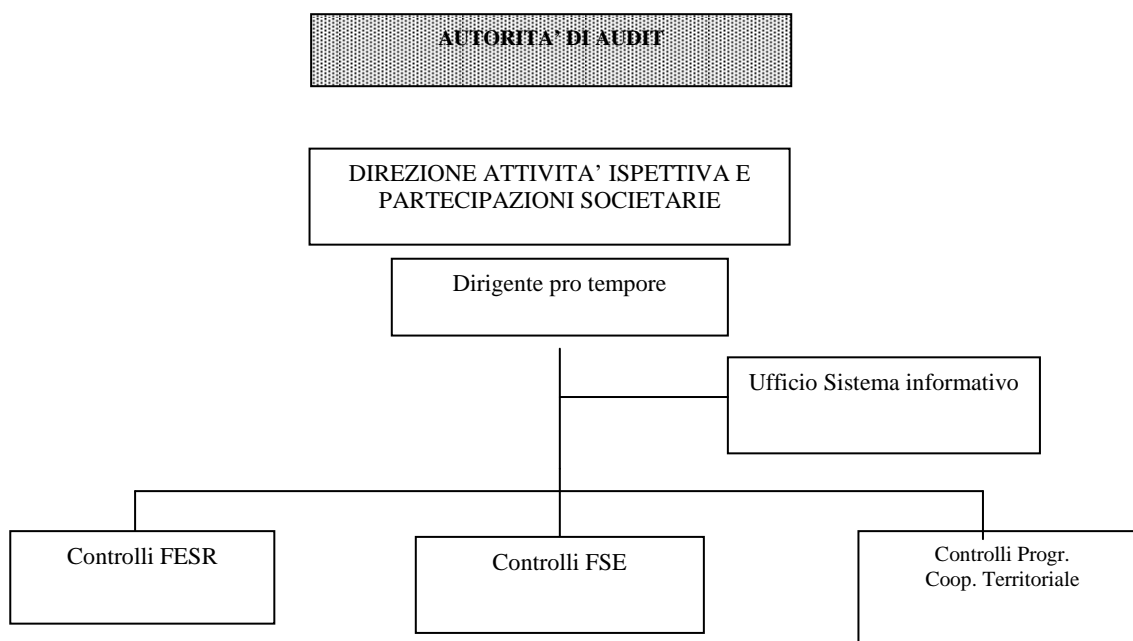 AUTORITA’ DI AUDIT
DIREZIONE ATTIVITA’ ISPETTIVA E
PARTECIPAZIONI SOCIETARIE
Dirigente pro tempore
Ufficio Sistema informativo
Controlli FESR
Controlli FSE
Controlli Progr.
Coop. Territoriale